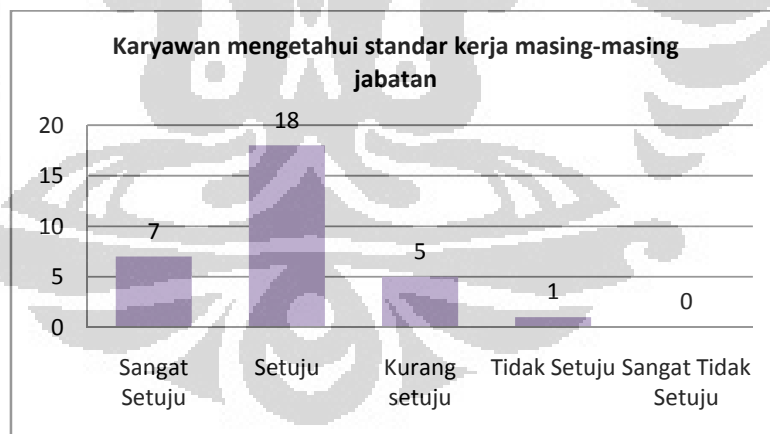 Karyawan mengetahui standar kerja masing-masing
jabatan
20
15
10
5
0
7
18
5
1
0
Sangat
Setuju
Setuju
Kurang
setuju
Tidak Setuju
Sangat Tidak
Setuju